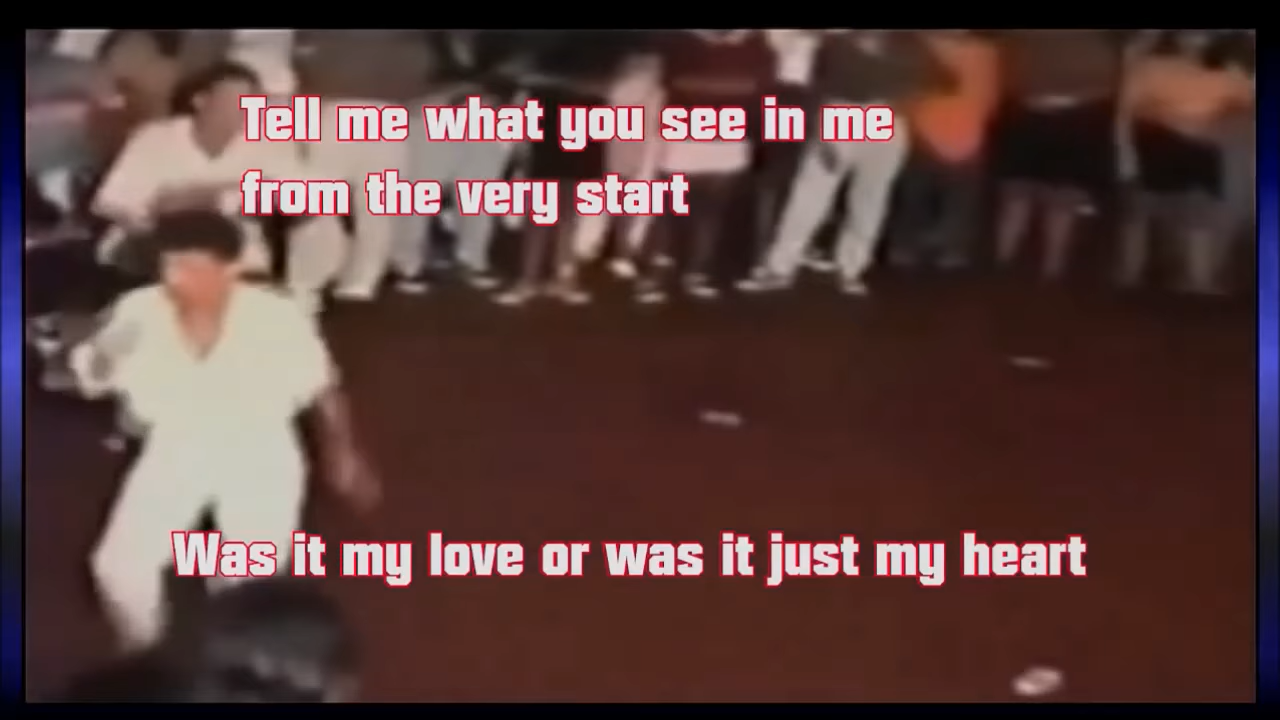 Tell me what you see in me
from the very start
Was it my love or was it just my heart